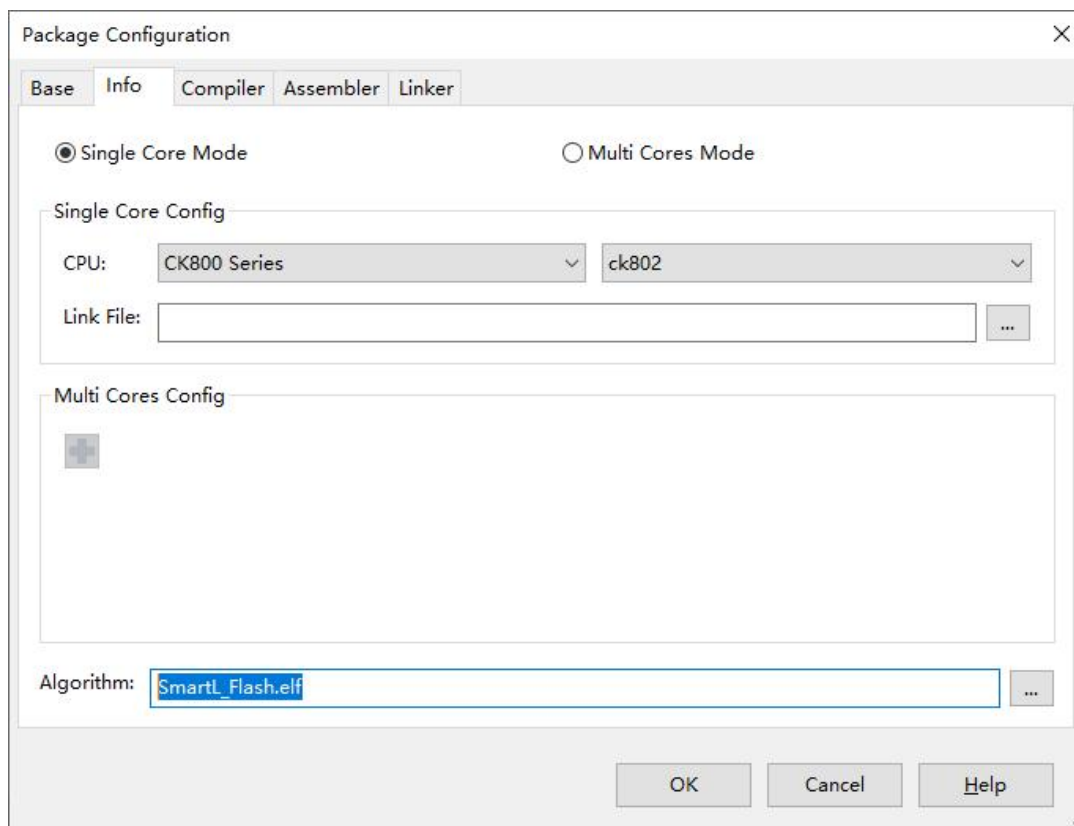 Package Configuration
Base Info Compiler Assembler Linker
Single Core Mode Multi Cores Mode
Single Core Config
CPU: CK800 Series ck802
Link File: ...
Multi Cores Config
Algorithm: SmartL_Flash.elf ...
OK Cancel Help